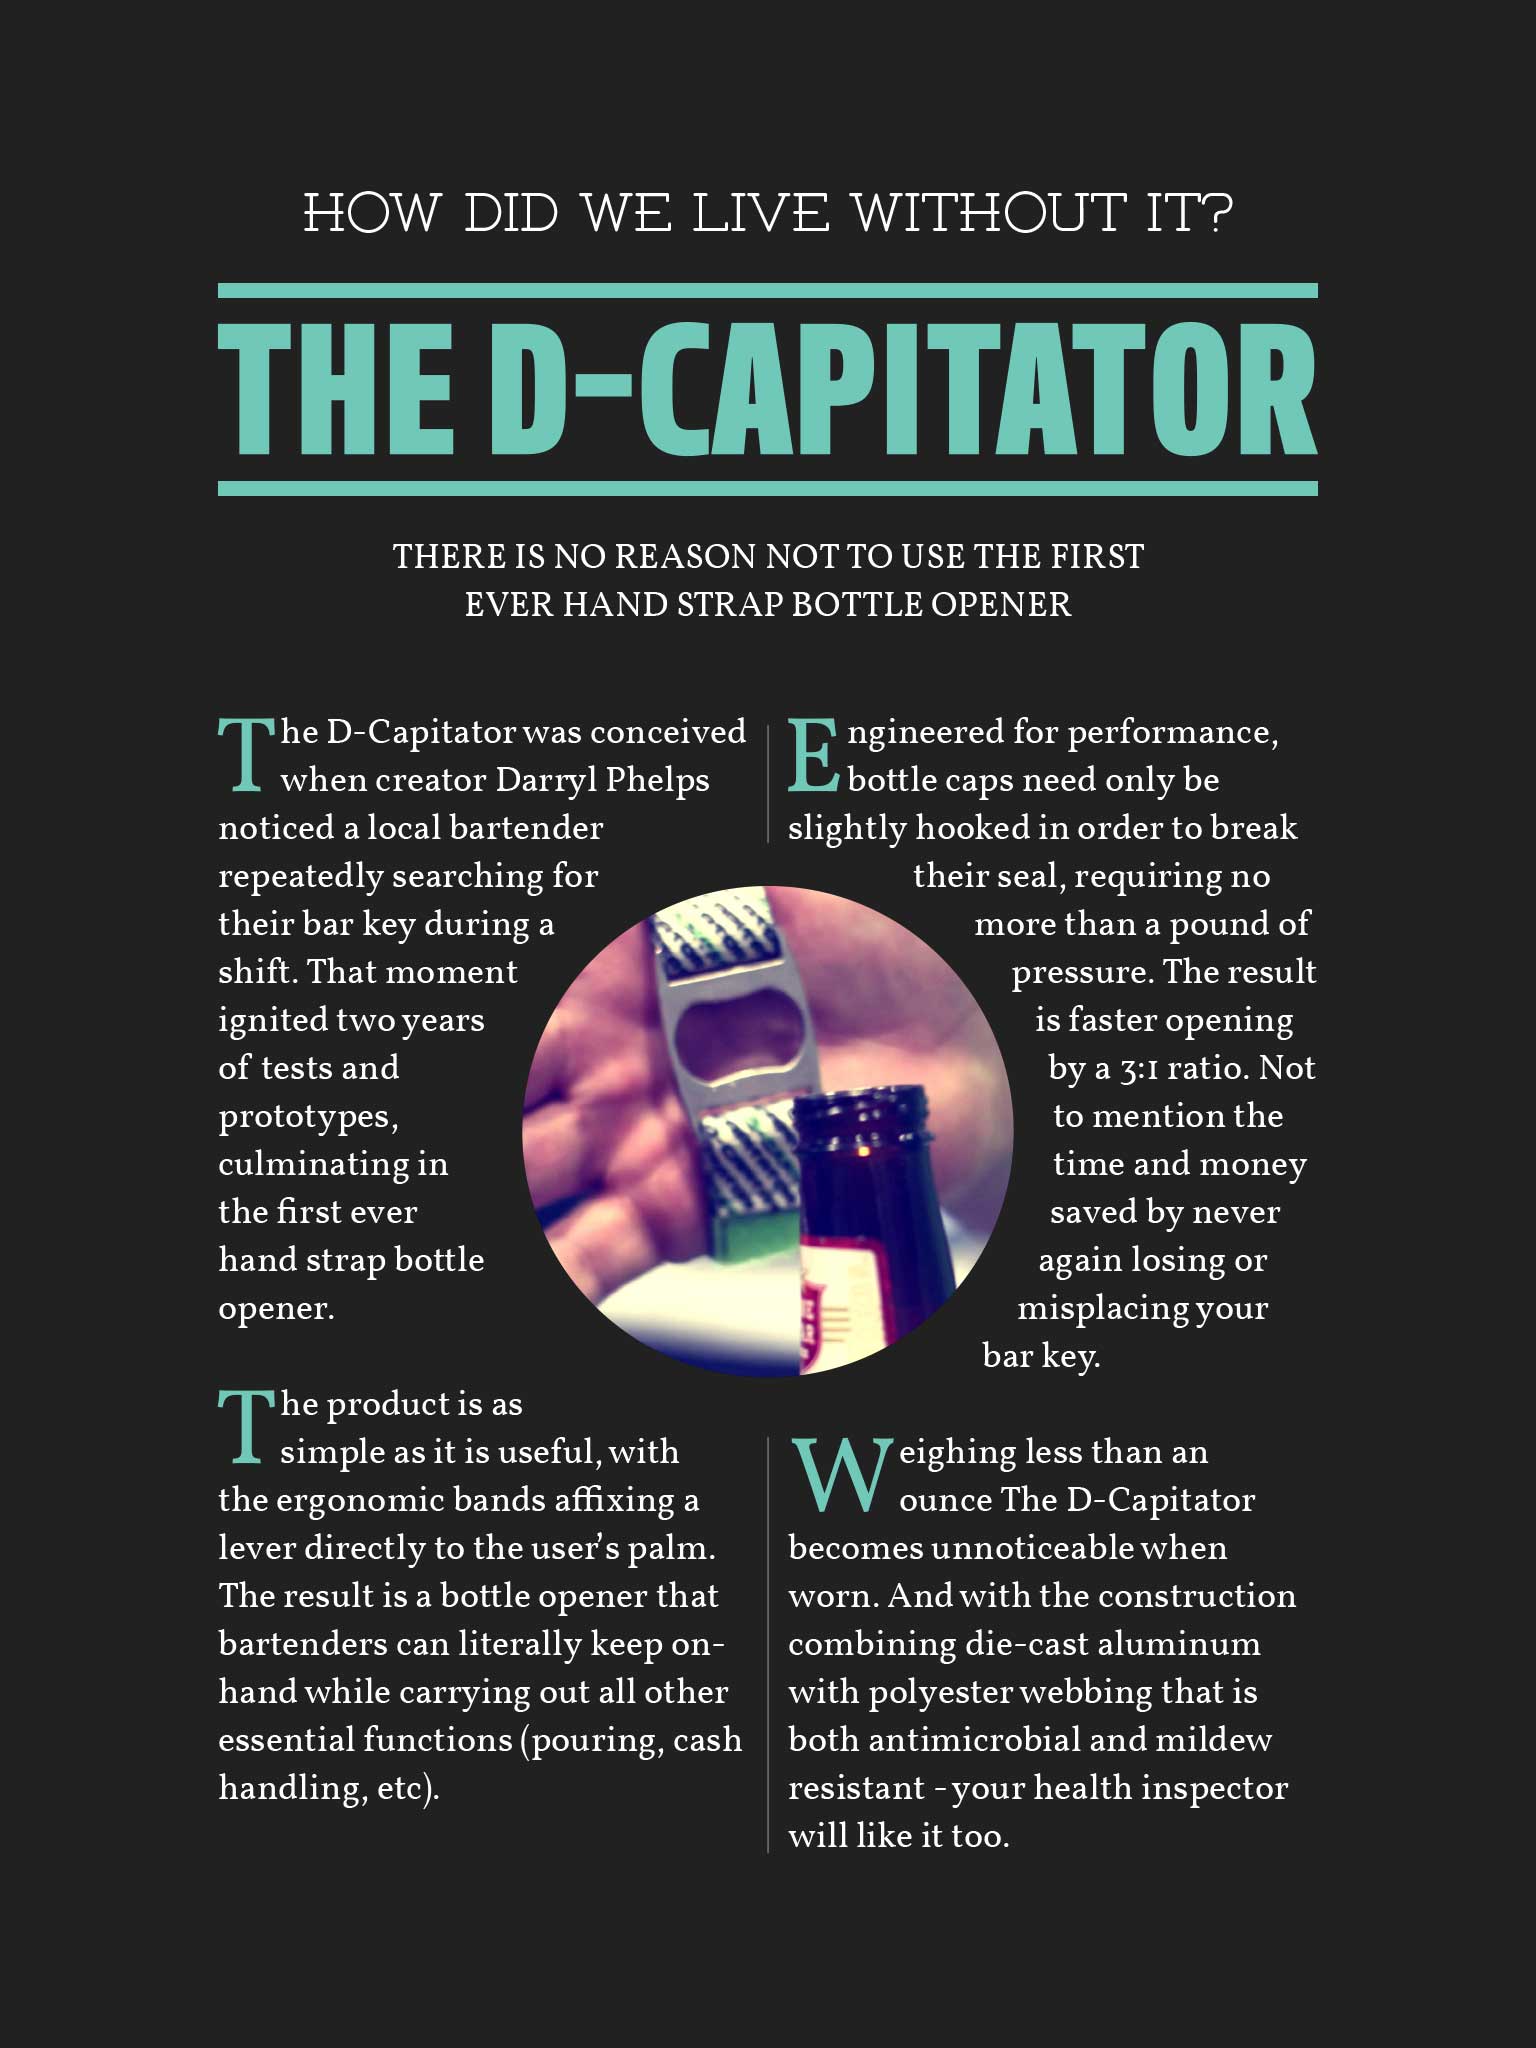 HOW DID WE LIVE WITHOUT IT?
THE D-CAPITATOR
THERE IS NO REASON NOT TO USE THE FIRST
EVER HAND STRAP BOTTLE OPENER
The D-Capitator was conceived
when creator Darryl Phelps
noticed a local bartender
repeatedly searching for
their bar key during a
shift. That moment
ignited two years
of tests and
prototypes,
culminating in
the first ever
hand strap bottle
opener.
The product is as
simple as it is useful, with
the ergonomic bands affixing a
lever directly to the user's palm.
The result is a bottle opener that
bartenders can literally keep on-
hand while carrying out all other
essential functions (pouring, cash
handling, etc).
Engineered for performance,
bottle caps need only be
slightly hooked in order to break
their seal, requiring no
more than a pound of
pressure. The result
is faster opening
by a 3:1 ratio. Not
to mention the
time and money
saved by never
again losing or
misplacing your
bar key.
Weighing less than an
ounce The D-Capitator
becomes unnoticeable when
worn. And with the construction
combining die-cast aluminum
with polyester webbing that is
both antimicrobial and mildew
resistant - your health inspector
will like it too.